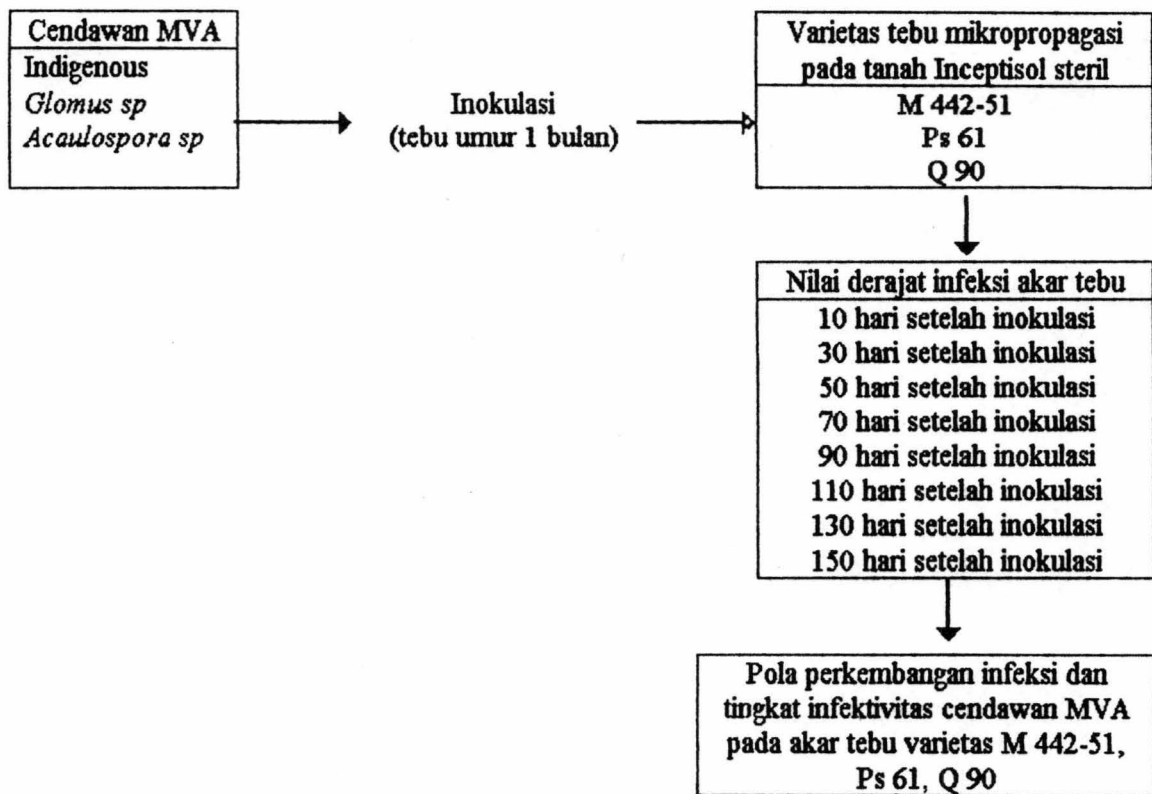 Cendawan MVA
Indigenous
Glomus sp
Acaulospora sp
Inokulasi
(tebu umur 1 bulan)
Varietas tebu mikropropagasi
pada tanah Inceptisol steril
M 442-51
Ps 61
Q 90
Nilai derajat infeksi akar tebu
10 hari setelah inokulasi
30 hari setelah inokulasi
50 hari setelah inokulasi
70 hari setelah inokulasi
90 hari setelah inokulasi
110 hari setelah inokulasi
130 hari setelah inokulasi
150 hari setelah inokulasi
Pola perkembangan infeksi dan
tingkat infektivitas cendawan MVA
pada akar tebu varietas M 442-51,
Ps 61, Q 90